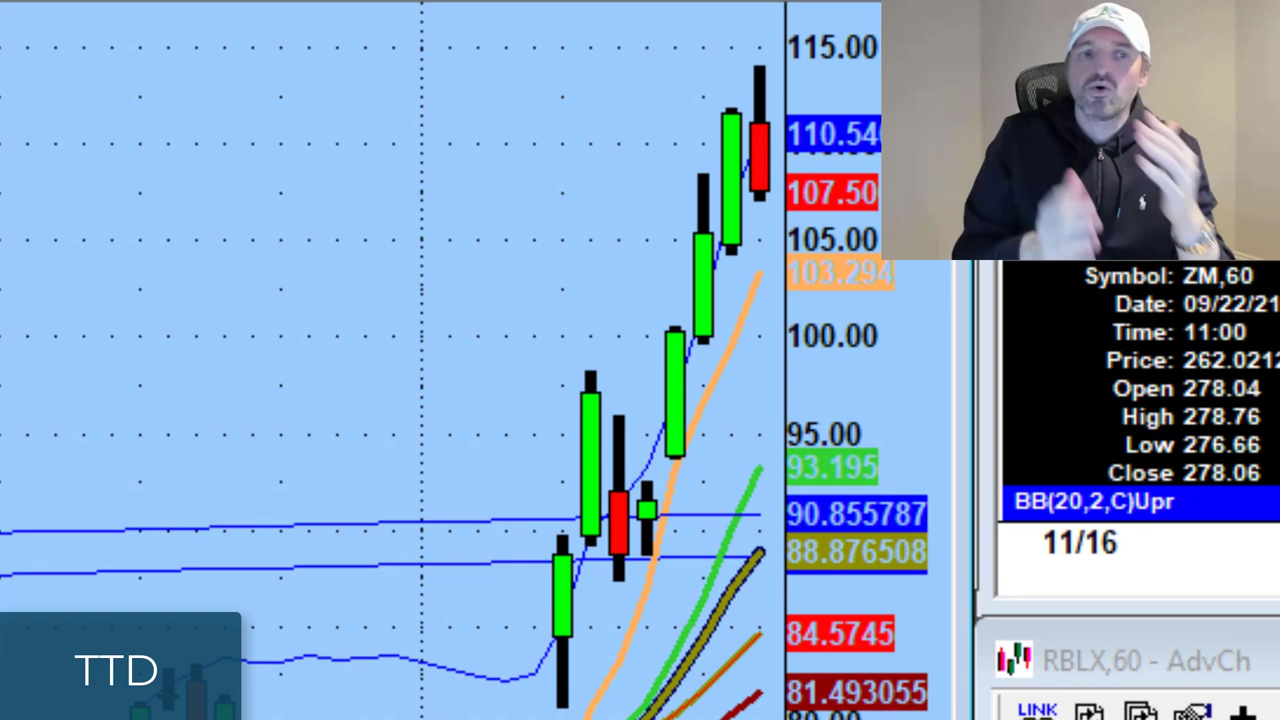 115.00
110.54
107.50
105.00
103.294
100.00
95.00
93.195
90.855787
88.876508
84.5745
81.493055
80.00
Symbol: ZM,60
Date: 09/22/21
Time: 11:00
Price: 262.0212
Open 278.04
High 278.76
Low 276.66
Close 278.06
BB(20,2,C)Upr
11/16
RBLX,60 - AdvCh
LINK
TTD